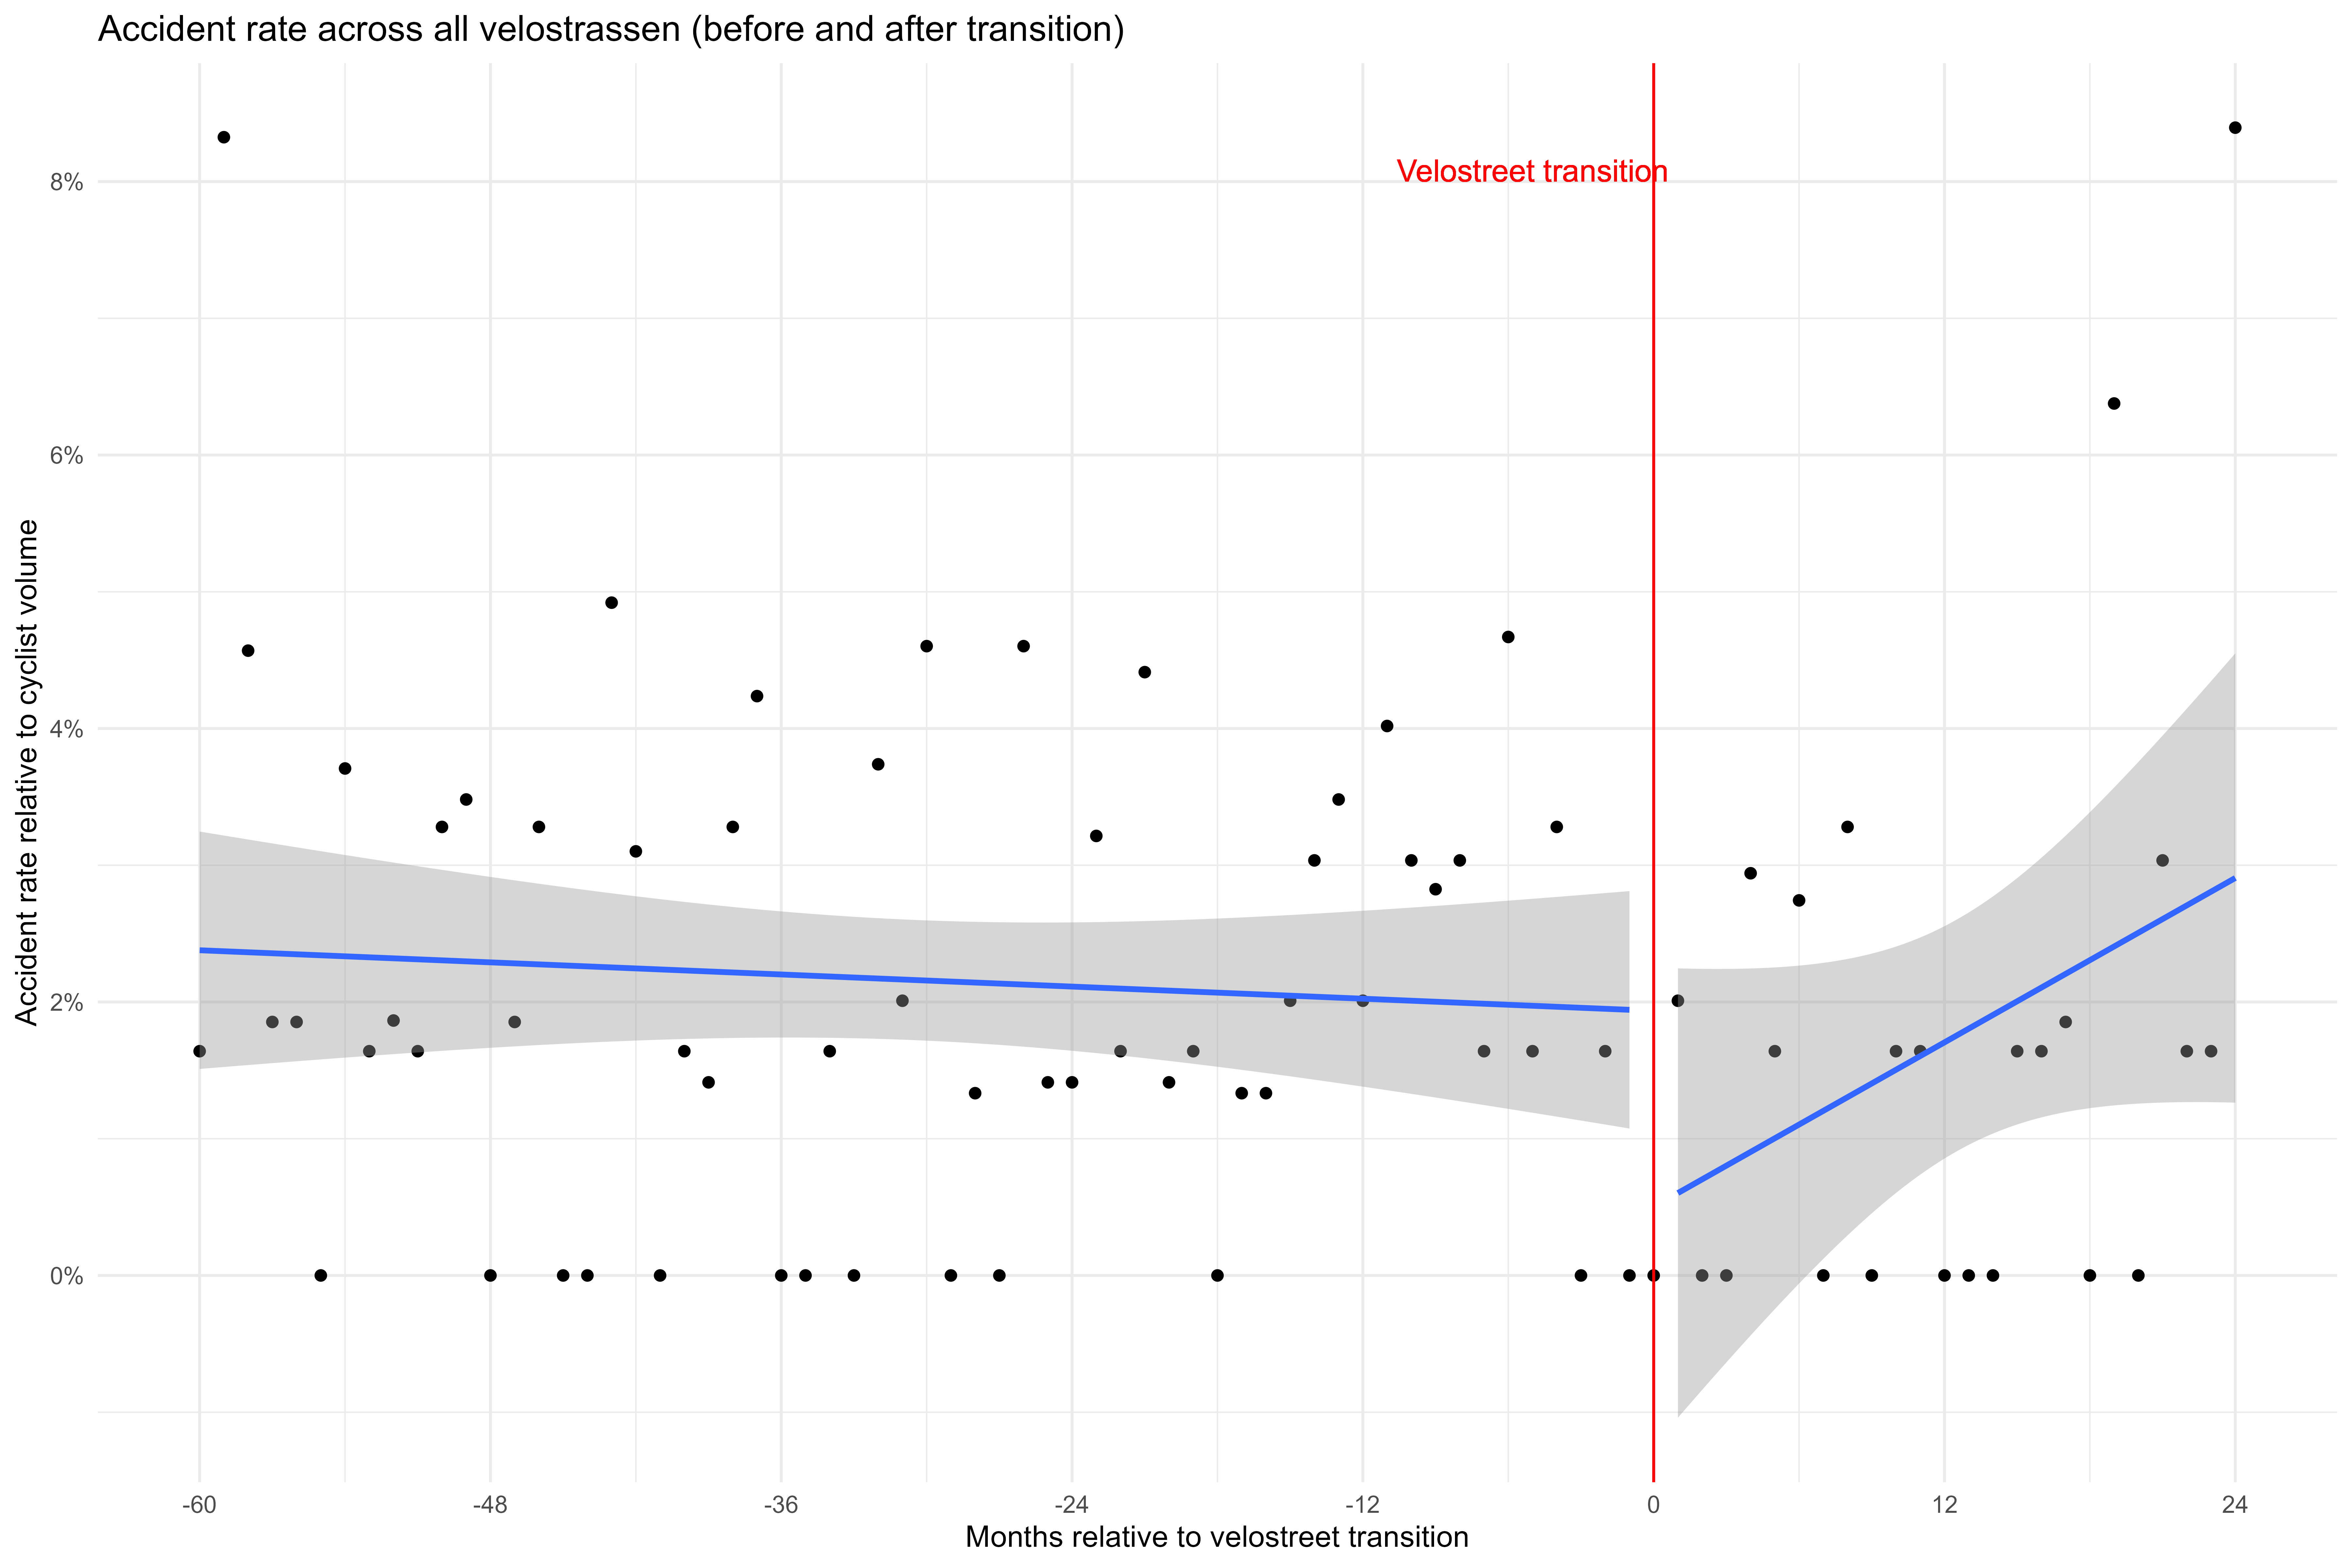 Accident rate across all velostrassen (before and after transition)
Velostreet transition
8%
6%
4%
2%
0%
Accident rate relative to cyclist volume
-60 -48 -36 -24 -12 0 12 24
Months relative to velostreet transition